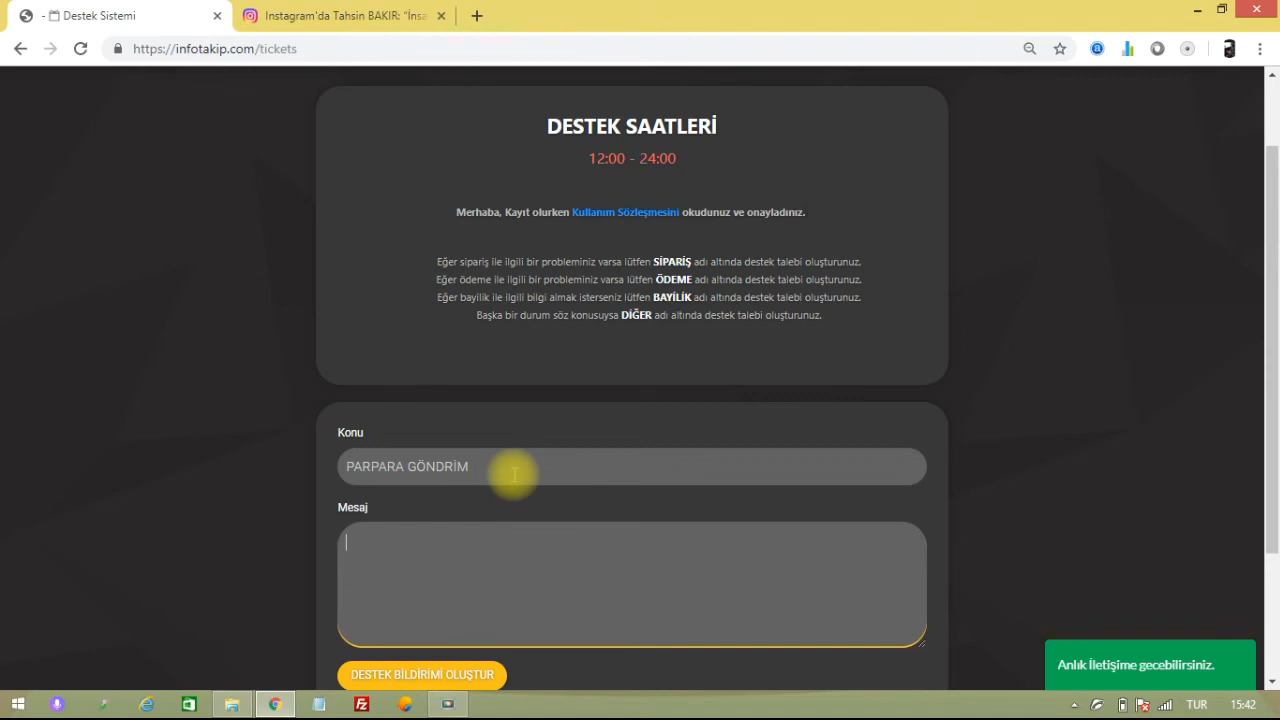 Destek Sistemi
Instagram'da Tahsin BAKIR: "İnsa
https://infotakip.com/tickets
DESTEK SAATLERİ
12:00 - 24:00
Merhaba, Kayıt olurken Kullanım Sözleşmesini okudunuz ve onayladınız.
Eğer sipariş ile ilgili bir probleminiz varsa lütfen SİPARİŞ adı altında destek talebi oluşturunuz.
Eğer ödeme ile ilgili bir probleminiz varsa lütfen ÖDEME adı altında destek talebi oluşturunuz.
Eğer bayilik ile ilgili bilgi almak isterseniz lütfen BAYİLİK adı altında destek talebi oluşturunuz.
Başka bir durum söz konusuysa DİĞER adı altında destek talebi oluşturunuz.
Konu
PARPARA GÖNDRİM
Mesaj
DESTEK BİLDİRİMİ OLUŞTUR
Anlık İletişime gecebilirsiniz.
TUR
15:42